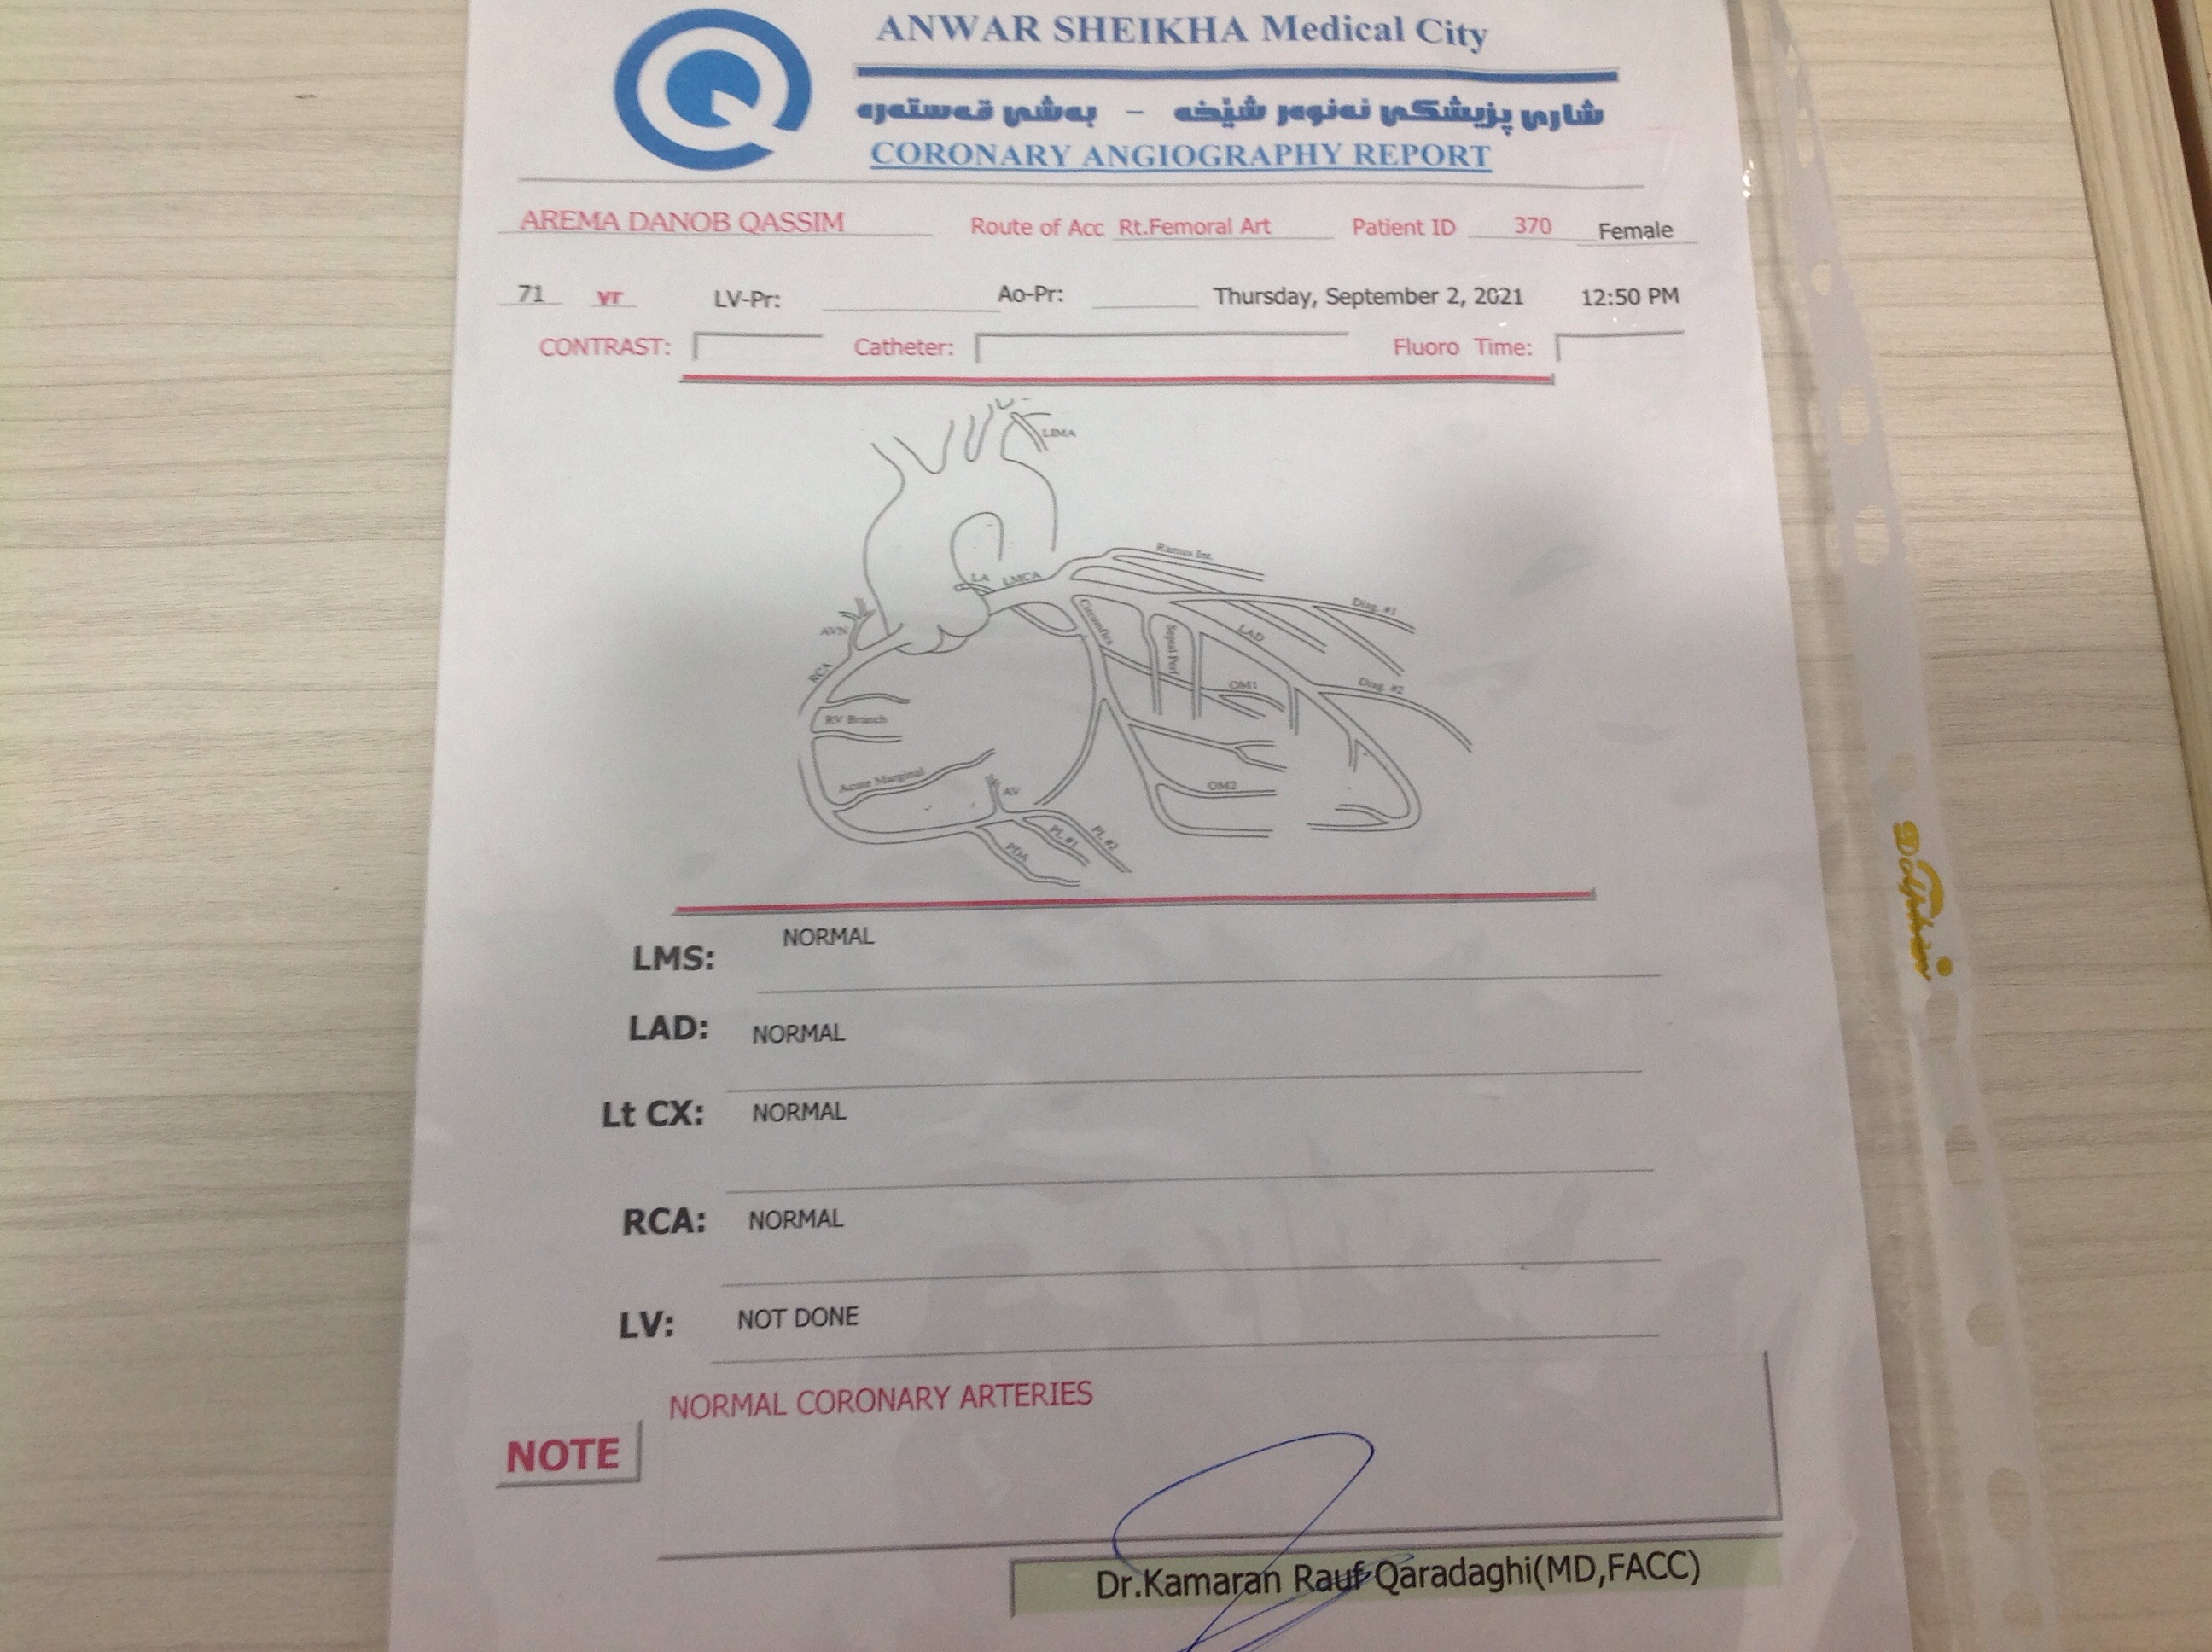 ANWAR SHEIKHA Medical City
شاری پزیشکی ئەنوەر شێخە - بەشی قەستەرە
CORONARY ANGIOGRAPHY REPORT
AREMA DANOB QASSIM Route of Acc Rt.Femoral Art Patient ID 370 Female
71 yr LV-Pr: Ao-Pr: Thursday, September 2, 2021 12:50 PM
CONTRAST: Catheter: Fluoro Time:
LIMA
Ramus Int.
LA LMCA
Diag. #1
AVN Circumflex Septal Perf LAD
RCA
OM1 Diag. #2
RV Branch
Acute Marginal
AV OM2
PL #1 PL #2
PDA
Dolphin
LMS: NORMAL
LAD: NORMAL
Lt CX: NORMAL
RCA: NORMAL
LV: NOT DONE
NORMAL CORONARY ARTERIES
NOTE
Dr.Kamaran Rauf Qaradaghi(MD,FACC)